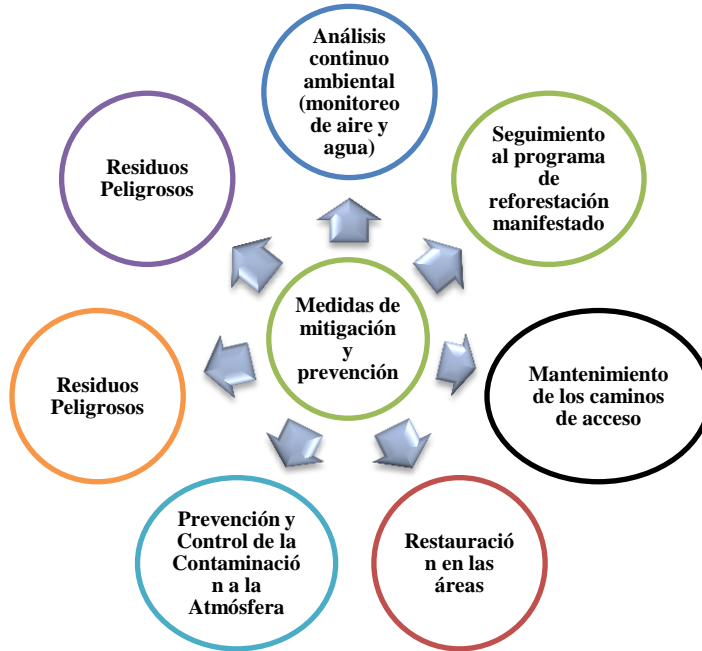 Análisis
continuo
ambiental
(monitoreo
de aire y
agua)
Seguimiento
al programa
de
reforestación
manifestado
Mantenimiento
de los caminos
de acceso
Restauració
n en las
áreas
Prevención y
Control de la
Contaminació
n a la
Atmósfera
Residuos
Peligrosos
Residuos
Peligrosos
Medidas de
mitigación
y
prevención